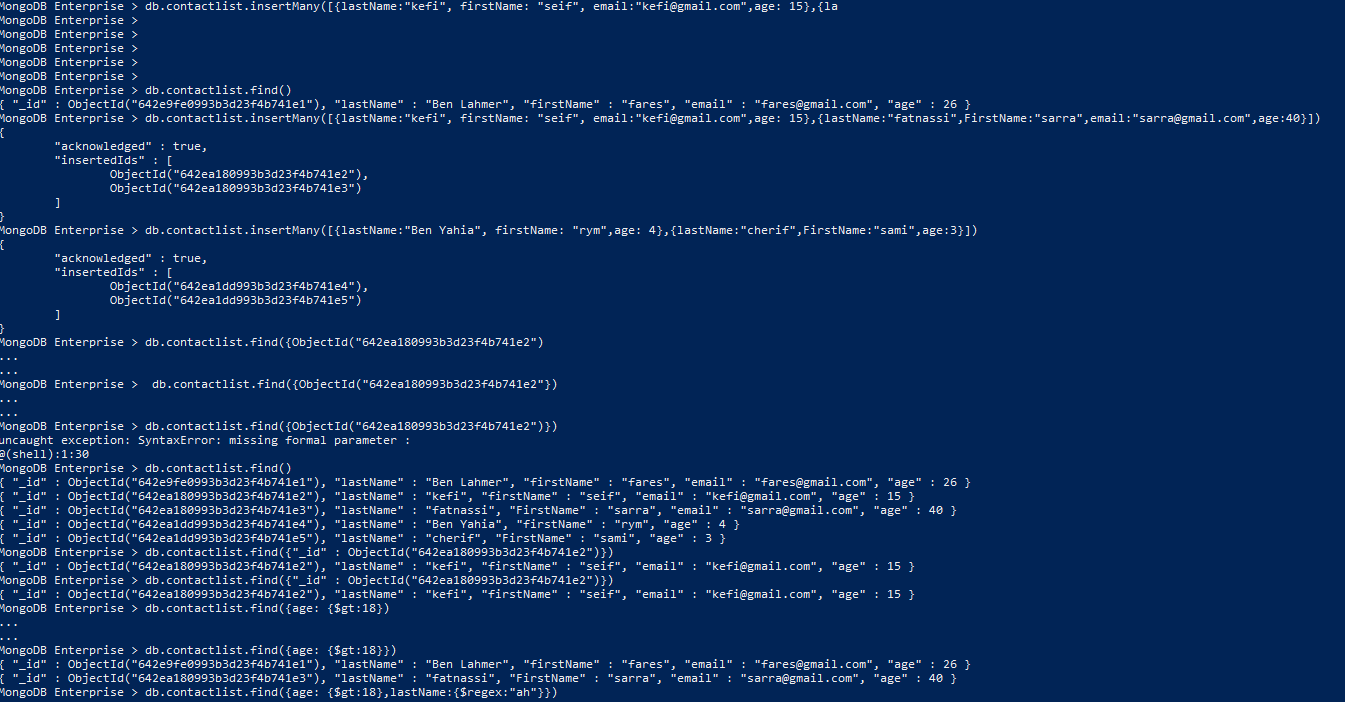 MongoDB Enterprise > db.contactlist.insertMany([{lastName:"kefi", firstName: "seif", email:"kefi@gmail.com",age: 15},{la
MongoDB Enterprise >
MongoDB Enterprise >
MongoDB Enterprise >
MongoDB Enterprise >
MongoDB Enterprise >
MongoDB Enterprise > db.contactlist.find()
{ "_id" : ObjectId("642e9fe0993b3d23f4b741e1"), "lastName" : "Ben Lahmer", "firstName" : "fares", "email" : "fares@gmail.com", "age" : 26 }
MongoDB Enterprise > db.contactlist.insertMany([{lastName:"kefi", firstName: "seif", email:"kefi@gmail.com",age: 15},{lastName:"fatnassi",FirstName:"sarra",email:"sarra@gmail.com",age:40}])
{
        "acknowledged" : true,
        "insertedIds" : [
                ObjectId("642ea180993b3d23f4b741e2"),
                ObjectId("642ea180993b3d23f4b741e3")
        ]
}
MongoDB Enterprise > db.contactlist.insertMany([{lastName:"Ben Yahia", firstName: "rym",age: 4},{lastName:"cherif",FirstName:"sami",age:3}])
{
        "acknowledged" : true,
        "insertedIds" : [
                ObjectId("642ea1dd993b3d23f4b741e4"),
                ObjectId("642ea1dd993b3d23f4b741e5")
        ]
}
MongoDB Enterprise > db.contactlist.find({ObjectId("642ea180993b3d23f4b741e2")
...
...
MongoDB Enterprise >  db.contactlist.find({ObjectId("642ea180993b3d23f4b741e2"})
...
...
MongoDB Enterprise > db.contactlist.find({ObjectId("642ea180993b3d23f4b741e2")})
uncaught exception: SyntaxError: missing formal parameter :
@(shell):1:30
MongoDB Enterprise > db.contactlist.find()
{ "_id" : ObjectId("642e9fe0993b3d23f4b741e1"), "lastName" : "Ben Lahmer", "firstName" : "fares", "email" : "fares@gmail.com", "age" : 26 }
{ "_id" : ObjectId("642ea180993b3d23f4b741e2"), "lastName" : "kefi", "firstName" : "seif", "email" : "kefi@gmail.com", "age" : 15 }
{ "_id" : ObjectId("642ea180993b3d23f4b741e3"), "lastName" : "fatnassi", "FirstName" : "sarra", "email" : "sarra@gmail.com", "age" : 40 }
{ "_id" : ObjectId("642ea1dd993b3d23f4b741e4"), "lastName" : "Ben Yahia", "firstName" : "rym", "age" : 4 }
{ "_id" : ObjectId("642ea1dd993b3d23f4b741e5"), "lastName" : "cherif", "FirstName" : "sami", "age" : 3 }
MongoDB Enterprise > db.contactlist.find({"_id" : ObjectId("642ea180993b3d23f4b741e2")})
{ "_id" : ObjectId("642ea180993b3d23f4b741e2"), "lastName" : "kefi", "firstName" : "seif", "email" : "kefi@gmail.com", "age" : 15 }
MongoDB Enterprise > db.contactlist.find({"_id" : ObjectId("642ea180993b3d23f4b741e2")})
{ "_id" : ObjectId("642ea180993b3d23f4b741e2"), "lastName" : "kefi", "firstName" : "seif", "email" : "kefi@gmail.com", "age" : 15 }
MongoDB Enterprise > db.contactlist.find({age: {$gt:18})
...
...
MongoDB Enterprise > db.contactlist.find({age: {$gt:18}})
{ "_id" : ObjectId("642e9fe0993b3d23f4b741e1"), "lastName" : "Ben Lahmer", "firstName" : "fares", "email" : "fares@gmail.com", "age" : 26 }
{ "_id" : ObjectId("642ea180993b3d23f4b741e3"), "lastName" : "fatnassi", "FirstName" : "sarra", "email" : "sarra@gmail.com", "age" : 40 }
MongoDB Enterprise > db.contactlist.find({age: {$gt:18},lastName:{$regex:"ah"}})